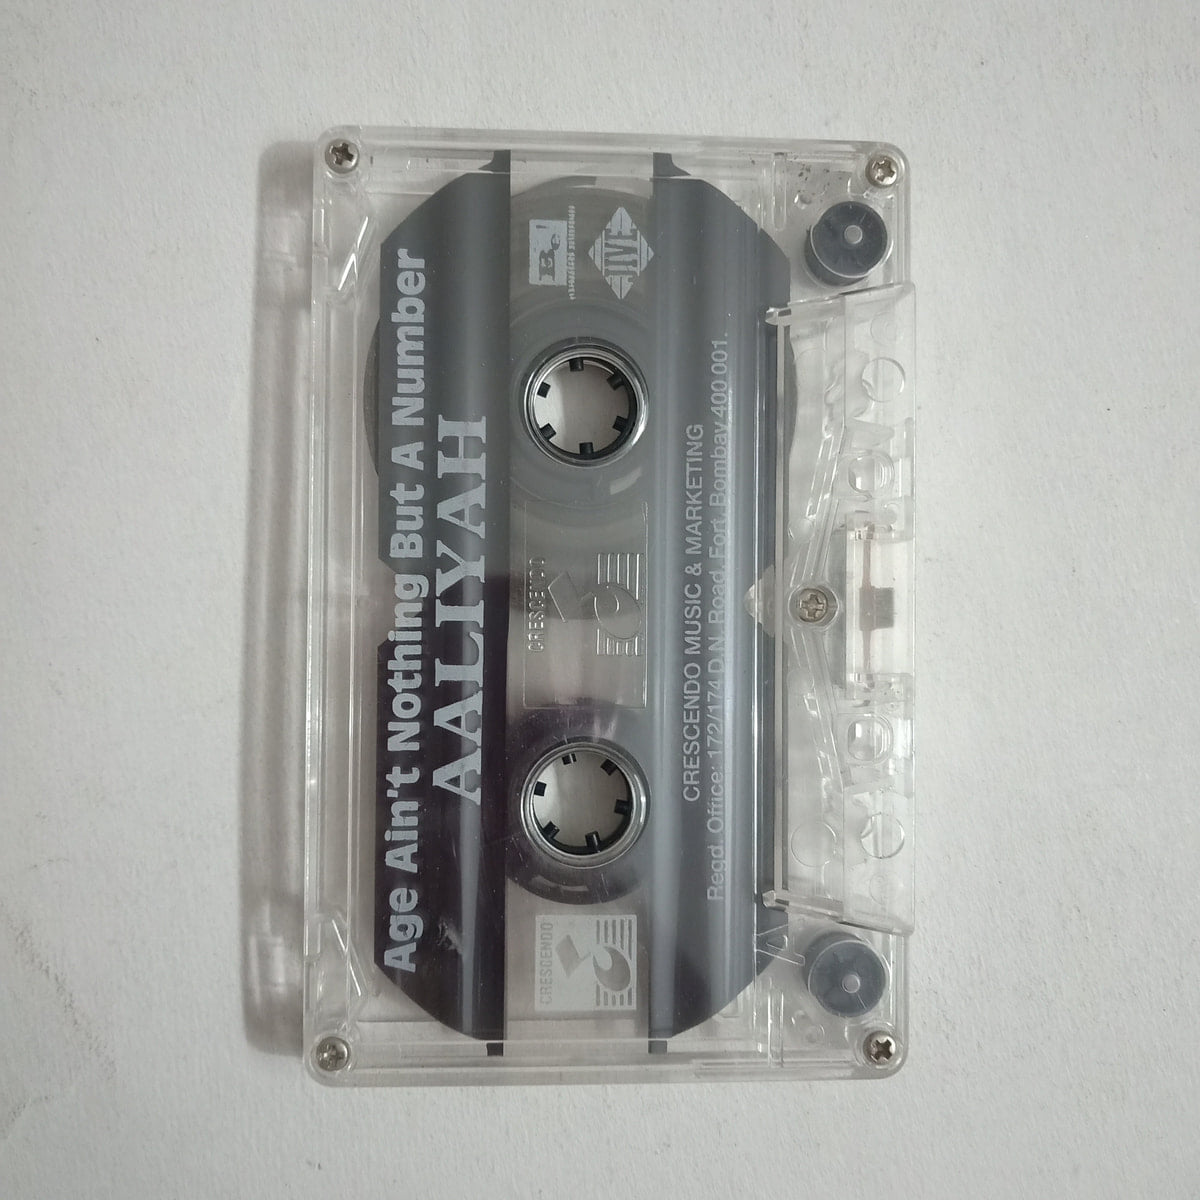 Age Ain't Nothing But A Number
AALIYAH
CRESCENDO
CRESCENDO
JIVE
CRESCENDO MUSIC & MARKETING
Regd. Office: 172/174 D.N. Road, Fort, Bombay 400 001.